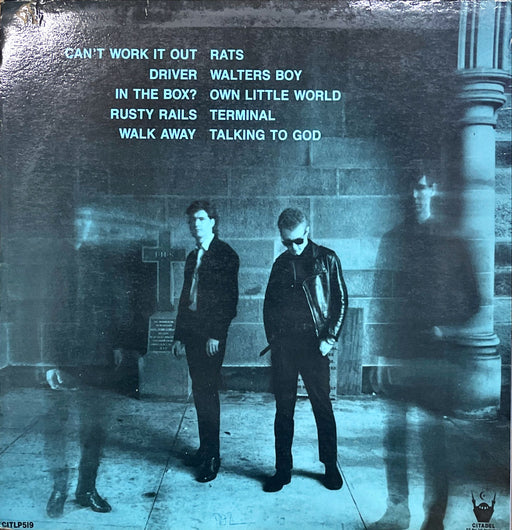 CAN'T WORK IT OUT RATS
DRIVER WALTERS BOY
IN THE BOX? OWN LITTLE WORLD
RUSTY RAILS TERMINAL
WALK AWAY TALKING TO GOD
IHS
CITLP519
CITADEL